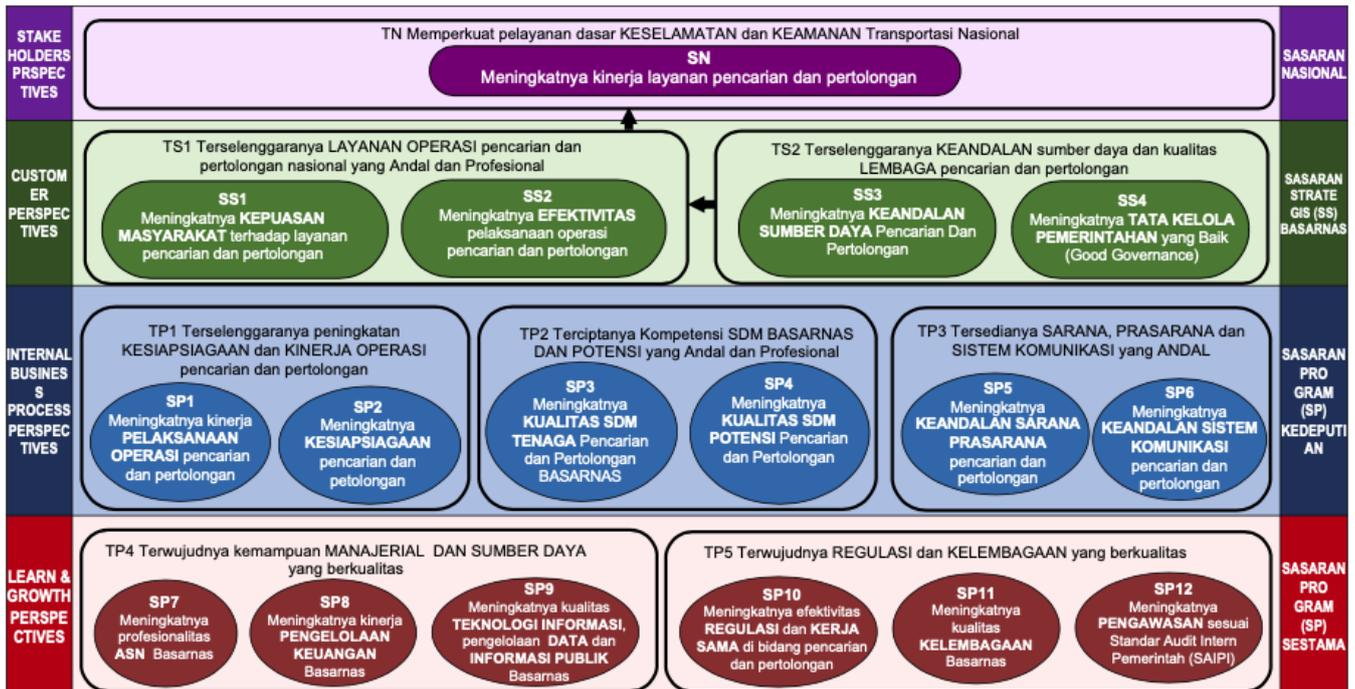 STAKE
HOLDERS
PRSPEC
TIVES
TN Memperkuat pelayanan dasar KESELAMATAN dan KEAMANAN Transportasi Nasional
SN
Meningkatnya kinerja layanan pencarian dan pertolongan
SASARAN
NASIONAL
CUSTOM
ER
PERSPEC
TIVES
TS1 Terselenggaranya LAYANAN OPERASI pencarian dan
pertolongan nasional yang Andal dan Profesional
SS1
Meningkatnya KEPUASAN
MASYARAKAT terhadap layanan
pencarian dan pertolongan
SS2
Meningkatnya EFEKTIVITAS
pelaksanaan operasi
pencarian dan pertolongan
TS2 Terselenggaranya KEANDALAN sumber daya dan kualitas
LEMBAGA pencarian dan pertolongan
SS3
Meningkatnya KEANDALAN
SUMBER DAYA Pencarian Dan
Pertolongan
SS4
Meningkatnya TATA KELOLA
PEMERINTAHAN yang Baik
(Good Governance)
SASARAN
STRATE
GIS (SS)
BASARNAS
INTERNAL
BUSINES
S
PROCESS
PERSPEC
TIVES
TP1 Terselenggaranya peningkatan
KESIAPSIAGAAN dan KINERJA OPERASI
pencarian dan pertolongan
SP1
Meningkatnya kinerja
PELAKSANAAN
OPERASI pencarian
dan pertolongan
SP2
Meningkatnya
KESIAPSIAGAAN
pencarian dan
petolongan
TP2 Terciptanya Kompetensi SDM BASARNAS
DAN POTENSI yang Andal dan Profesional
SP3
Meningkatnya
KUALITAS SDM
TENAGA Pencarian
dan Pertolongan
BASARNAS
SP4
Meningkatnya
KUALITAS SDM
POTENSI Pencarian
dan Pertolongan
TP3 Tersedianya SARANA, PRASARANA dan
SISTEM KOMUNIKASI yang ANDAL
SP5
Meningkatnya
KEANDALAN SARANA
PRASARANA
pencarian dan
pertolongan
SP6
Meningkatnya
KEANDALAN SISTEM
KOMUNIKASI
pencarian dan
pertolongan
SASARAN
PRO
GRAM
(SP)
KEDEPUTI
AN
LEARN &
GROWTH
PERSPE
CTIVES
TP4 Terwujudnya kemampuan MANAJERIAL DAN SUMBER DAYA
yang berkualitas
SP7
Meningkatnya
profesionalitas
ASN Basarnas
SP8
Meningkatnya kinerja
PENGELOLAAN
KEUANGAN
Basarnas
SP9
Meningkatnya kualitas
TEKNOLOGI INFORMASI,
pengelolaan DATA dan
INFORMASI PUBLIK
Basarnas
TP5 Terwujudnya REGULASI dan KELEMBAGAAN yang berkualitas
SP10
Meningkatnya efektivitas
REGULASI dan KERJA
SAMA di bidang pencarian
dan pertolongan
SP11
Meningkatnya
kualitas
KELEMBAGAAN
Basarnas
SP12
Meningkatnya
PENGAWASAN sesuai
Standar Audit Intern
Pemerintah (SAIPI)
SASARAN
PRO
GRAM
(SP)
SESTAMA